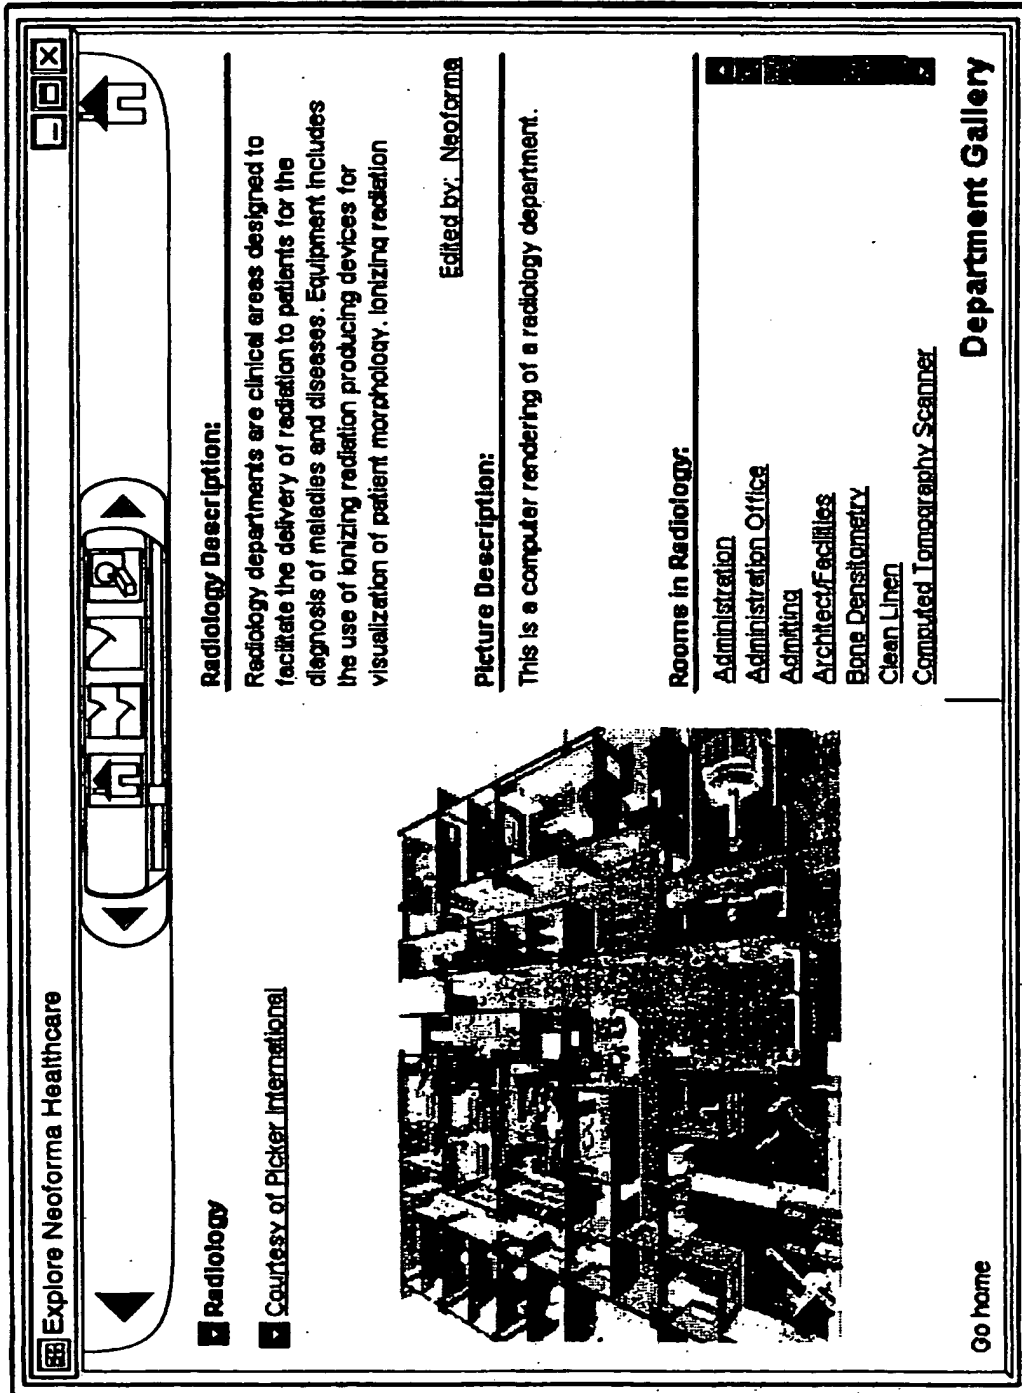 Explore Neoforma Healthcare
Radiology
Courtesy of Picker International
Radiology Description:
Radiology departments are clinical areas designed to
facilitate the delivery of radiation to patients for the
diagnosis of maladies and diseases. Equipment includes
the use of ionizing radiation producing devices for
visualization of patient morphology. Ionizing radiation
Edited by: Neoforma
Picture Description:
This is a computer rendering of a radiology department.
Rooms in Radiology:
Administration
Administration Office
Admitting
Architect/Facilities
Bone Densitometry
Clean Linen
Computed Tomography Scanner
Go home
Department Gallery